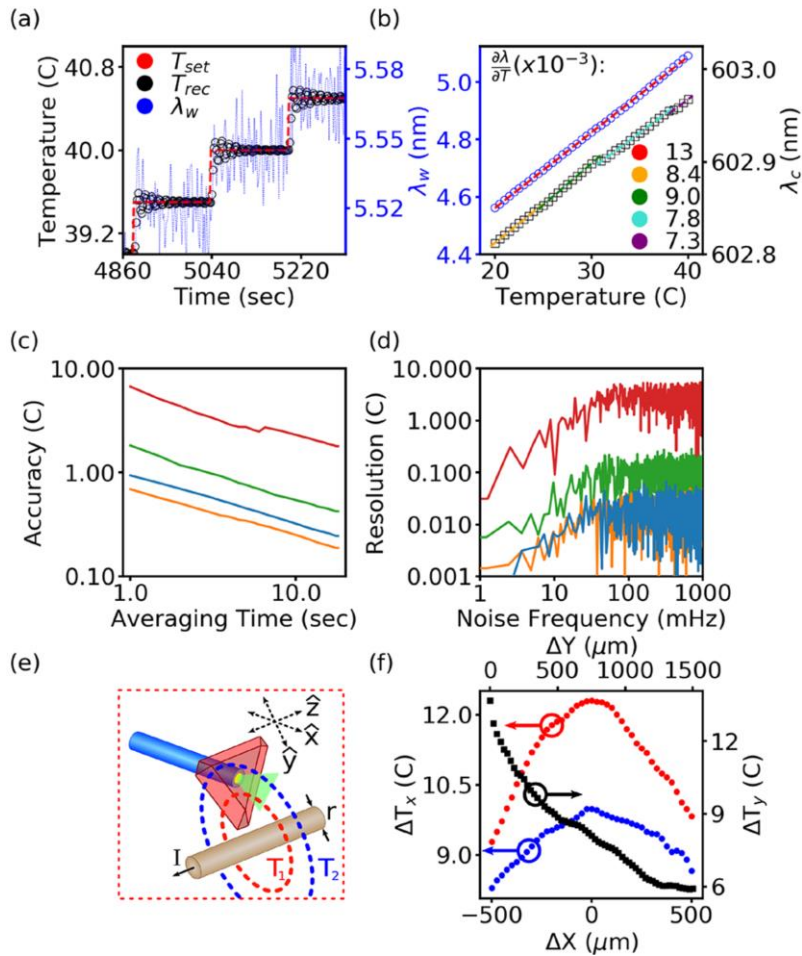 (a)
Temperature (C)
40.8
40.0
39.2
T_set
T_rec
λ_w
5.58
5.55
5.52
λ_w (nm)
4860
5040
5220
Time (sec)
(b)
∂λ/∂T (x10⁻³):
5.0
4.8
4.6
4.4
13
8.4
9.0
7.8
7.3
603.0
602.9
602.8
λ_c (nm)
20
30
40
Temperature (C)
(c)
Accuracy (C)
10.00
1.00
0.10
1.0
10.0
Averaging Time (sec)
(d)
Resolution (C)
10.000
1.000
0.100
0.010
0.001
1
10
100
1000
Noise Frequency (mHz)
(e)
ẑ
x̂
ŷ
r
I
T₁
T₂
(f)
ΔY (μm)
0
500
1000
1500
ΔT_x (C)
12.0
10.5
9.0
ΔT_y (C)
12
9
6
−500
0
500
ΔX (μm)